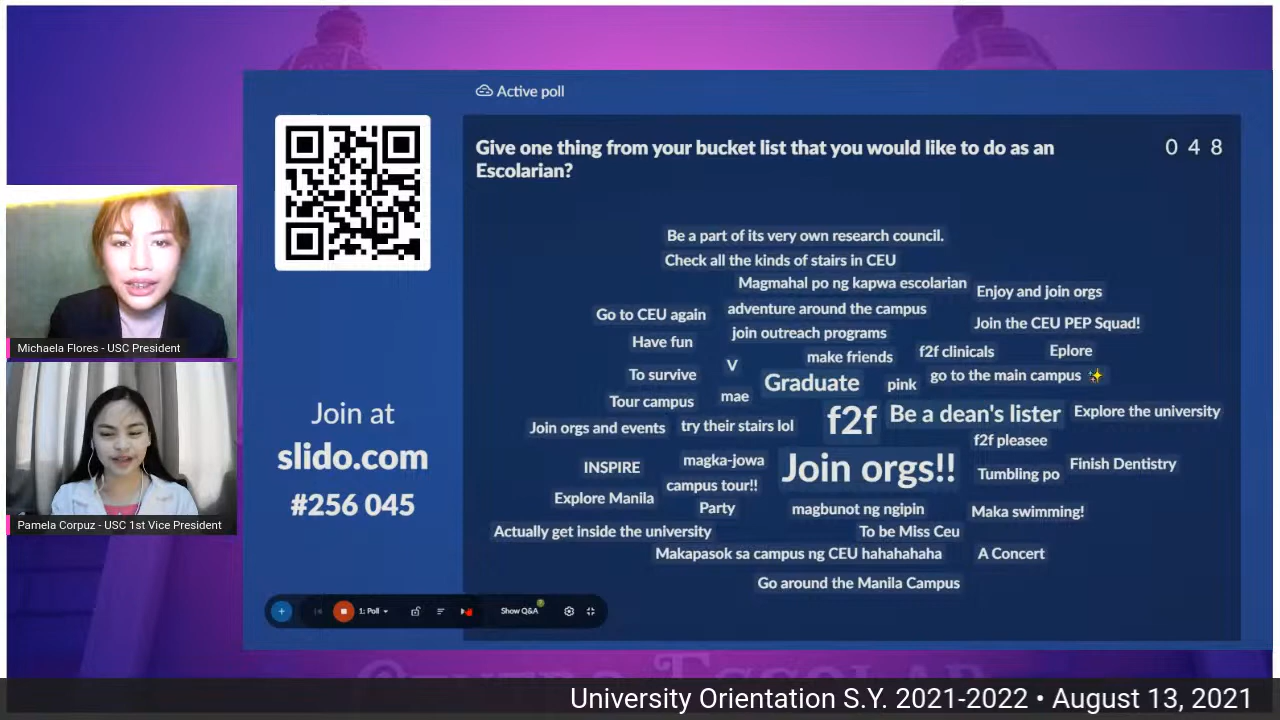 Active poll
Give one thing from your bucket list that you would like to do as an
Escolarian?
0 4 8
Be a part of its very own research council.
Check all the kinds of stairs in CEU
Magmahal po ng kapwa escolarian
Enjoy and join orgs
Go to CEU again
adventure around the campus
Join the CEU PEP Squad!
join outreach programs
Have fun
make friends
f2f clinicals
Eplore
V
To survive
Graduate
pink
go to the main campus ✨
Tour campus
mae
f2f
Be a dean's lister
Explore the university
Join orgs and events
try their stairs lol
f2f pleasee
INSPIRE
magka-jowa
Join orgs!!
Tumbling po
Finish Dentistry
campus tour!!
Explore Manila
Party
magbunot ng ngipin
Maka swimming!
Actually get inside the university
To be Miss Ceu
Makapasok sa campus ng CEU hahahahaha
A Concert
Go around the Manila Campus
Join at
slido.com
#256 045
1: Poll
Show Q&A
Michaela Flores - USC President
Pamela Corpuz - USC 1st Vice President
CENTRO ESCOLAR
University Orientation S.Y. 2021-2022 • August 13, 2021